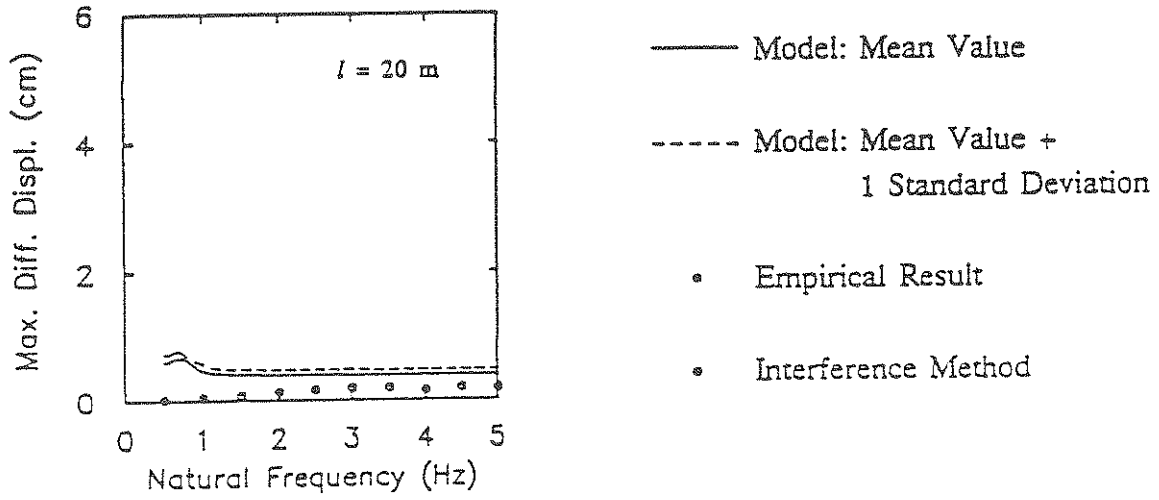 6
4
2
0
Max. Diff. Displ. (cm)
l = 20 m
0 1 2 3 4 5
Natural Frequency (Hz)
Model: Mean Value
Model: Mean Value +
1 Standard Deviation
Empirical Result
Interference Method